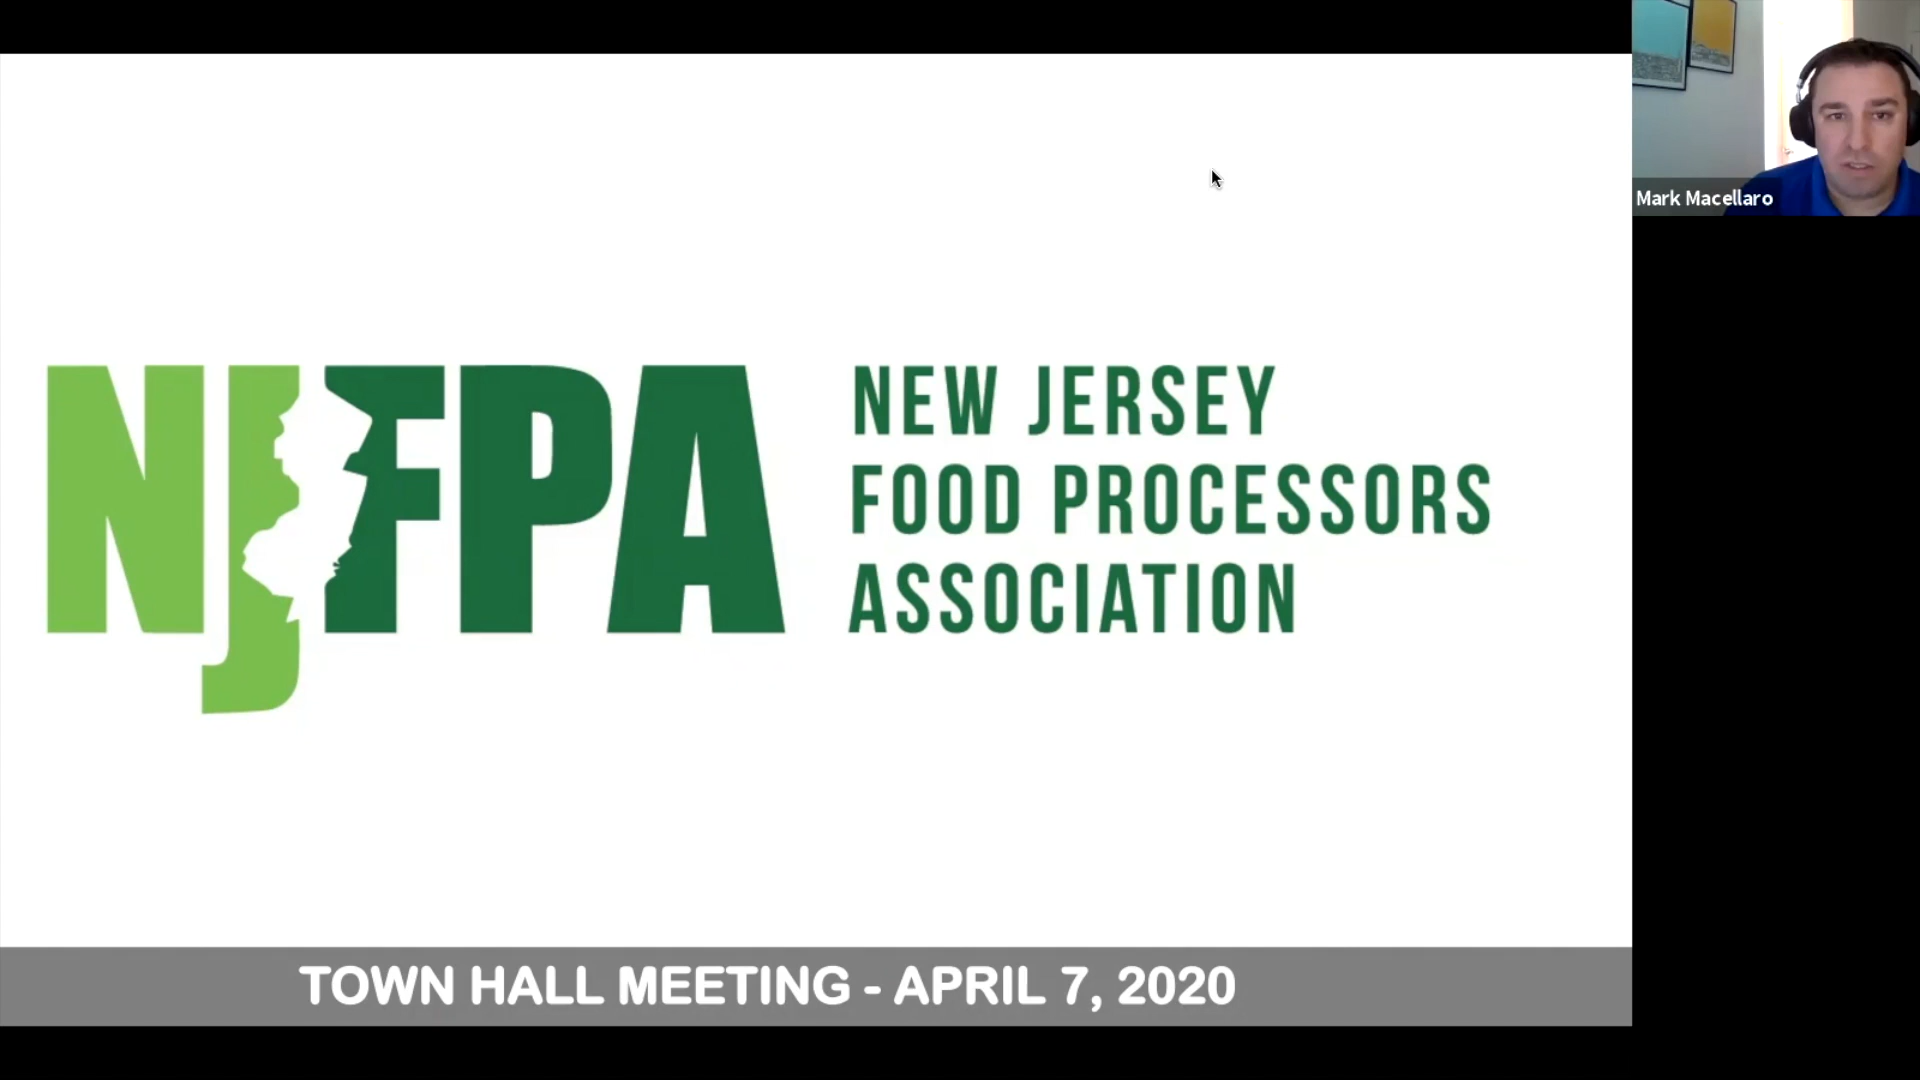 NJFPA
NEW JERSEY
FOOD PROCESSORS
ASSOCIATION
Mark Macellaro
TOWN HALL MEETING - APRIL 7, 2020